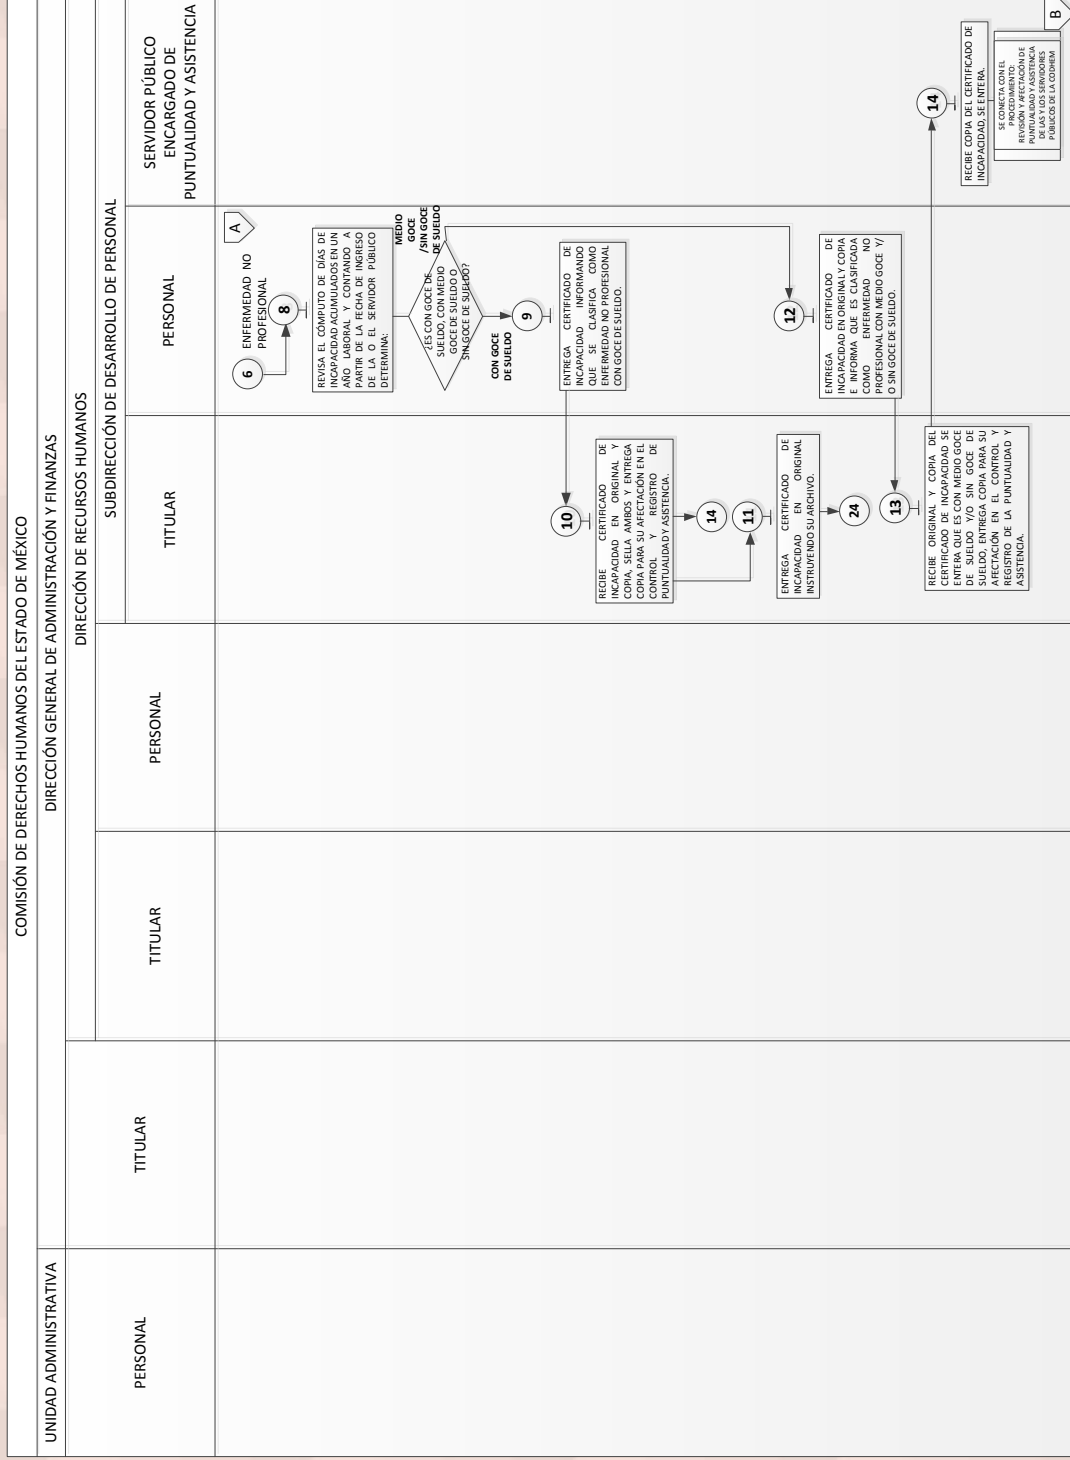 COMISIÓN DE DERECHOS HUMANOS DEL ESTADO DE MÉXICO
UNIDAD ADMINISTRATIVA
DIRECCIÓN GENERAL DE ADMINISTRACIÓN Y FINANZAS
DIRECCIÓN DE RECURSOS HUMANOS
SUBDIRECCIÓN DE DESARROLLO DE PERSONAL
PERSONAL
TITULAR
TITULAR
PERSONAL
TITULAR
PERSONAL
SERVIDOR PÚBLICO
ENCARGADO DE
PUNTUALIDAD Y ASISTENCIA
A
6
ENFERMEDAD NO
PROFESIONAL
8
REVISA EL CÓMPUTO DE DÍAS DE
INCAPACIDAD ACUMULADOS EN UN
AÑO LABORAL Y CONTANDO A
PARTIR DE LA FECHA DE INGRESO
DE LA O EL SERVIDOR PÚBLICO
DETERMINA:
¿ES CON GOCE DE
SUELDO, CON MEDIO
GOCE DE SUELDO O
SIN GOCE DE SUELDO?
MEDIO
GOCE
/SIN GOCE
DE SUELDO
CON GOCE
DE SUELDO
9
ENTREGA CERTIFICADO DE
INCAPACIDAD INFORMANDO
QUE SE CLASIFICA COMO
ENFERMEDAD NO PROFESIONAL
CON GOCE DE SUELDO.
10
RECIBE CERTIFICADO DE
INCAPACIDAD EN ORIGINAL Y
COPIA, SELLA AMBOS Y ENTREGA
COPIA PARA SU AFECTACIÓN EN EL
CONTROL Y REGISTRO DE
PUNTUALIDAD Y ASISTENCIA.
14
11
ENTREGA CERTIFICADO DE
INCAPACIDAD EN ORIGINAL
INSTRUYENDO SU ARCHIVO.
24
12
ENTREGA CERTIFICADO DE
INCAPACIDAD EN ORIGINAL Y COPIA
E INFORMA QUE ES CLASIFICADA
COMO ENFERMEDAD NO
PROFESIONAL CON MEDIO GOCE Y/
O SIN GOCE DE SUELDO.
13
RECIBE ORIGINAL Y COPIA DEL
CERTIFICADO DE INCAPACIDAD SE
ENTERA QUE ES CON MEDIO GOCE
DE SUELDO Y/O SIN GOCE DE
SUELDO, ENTREGA COPIA PARA SU
AFECTACIÓN EN EL CONTROL Y
REGISTRO DE LA PUNTUALIDAD Y
ASISTENCIA.
14
RECIBE COPIA DEL CERTIFICADO DE
INCAPACIDAD, SE ENTERA.
SE CONECTA CON EL
PROCEDIMIENTO:
REVISIÓN Y AFECTACIÓN DE
PUNTUALIDAD Y ASISTENCIA
DE LAS Y LOS SERVIDORES
PÚBLICOS DE LA CODHEM
B